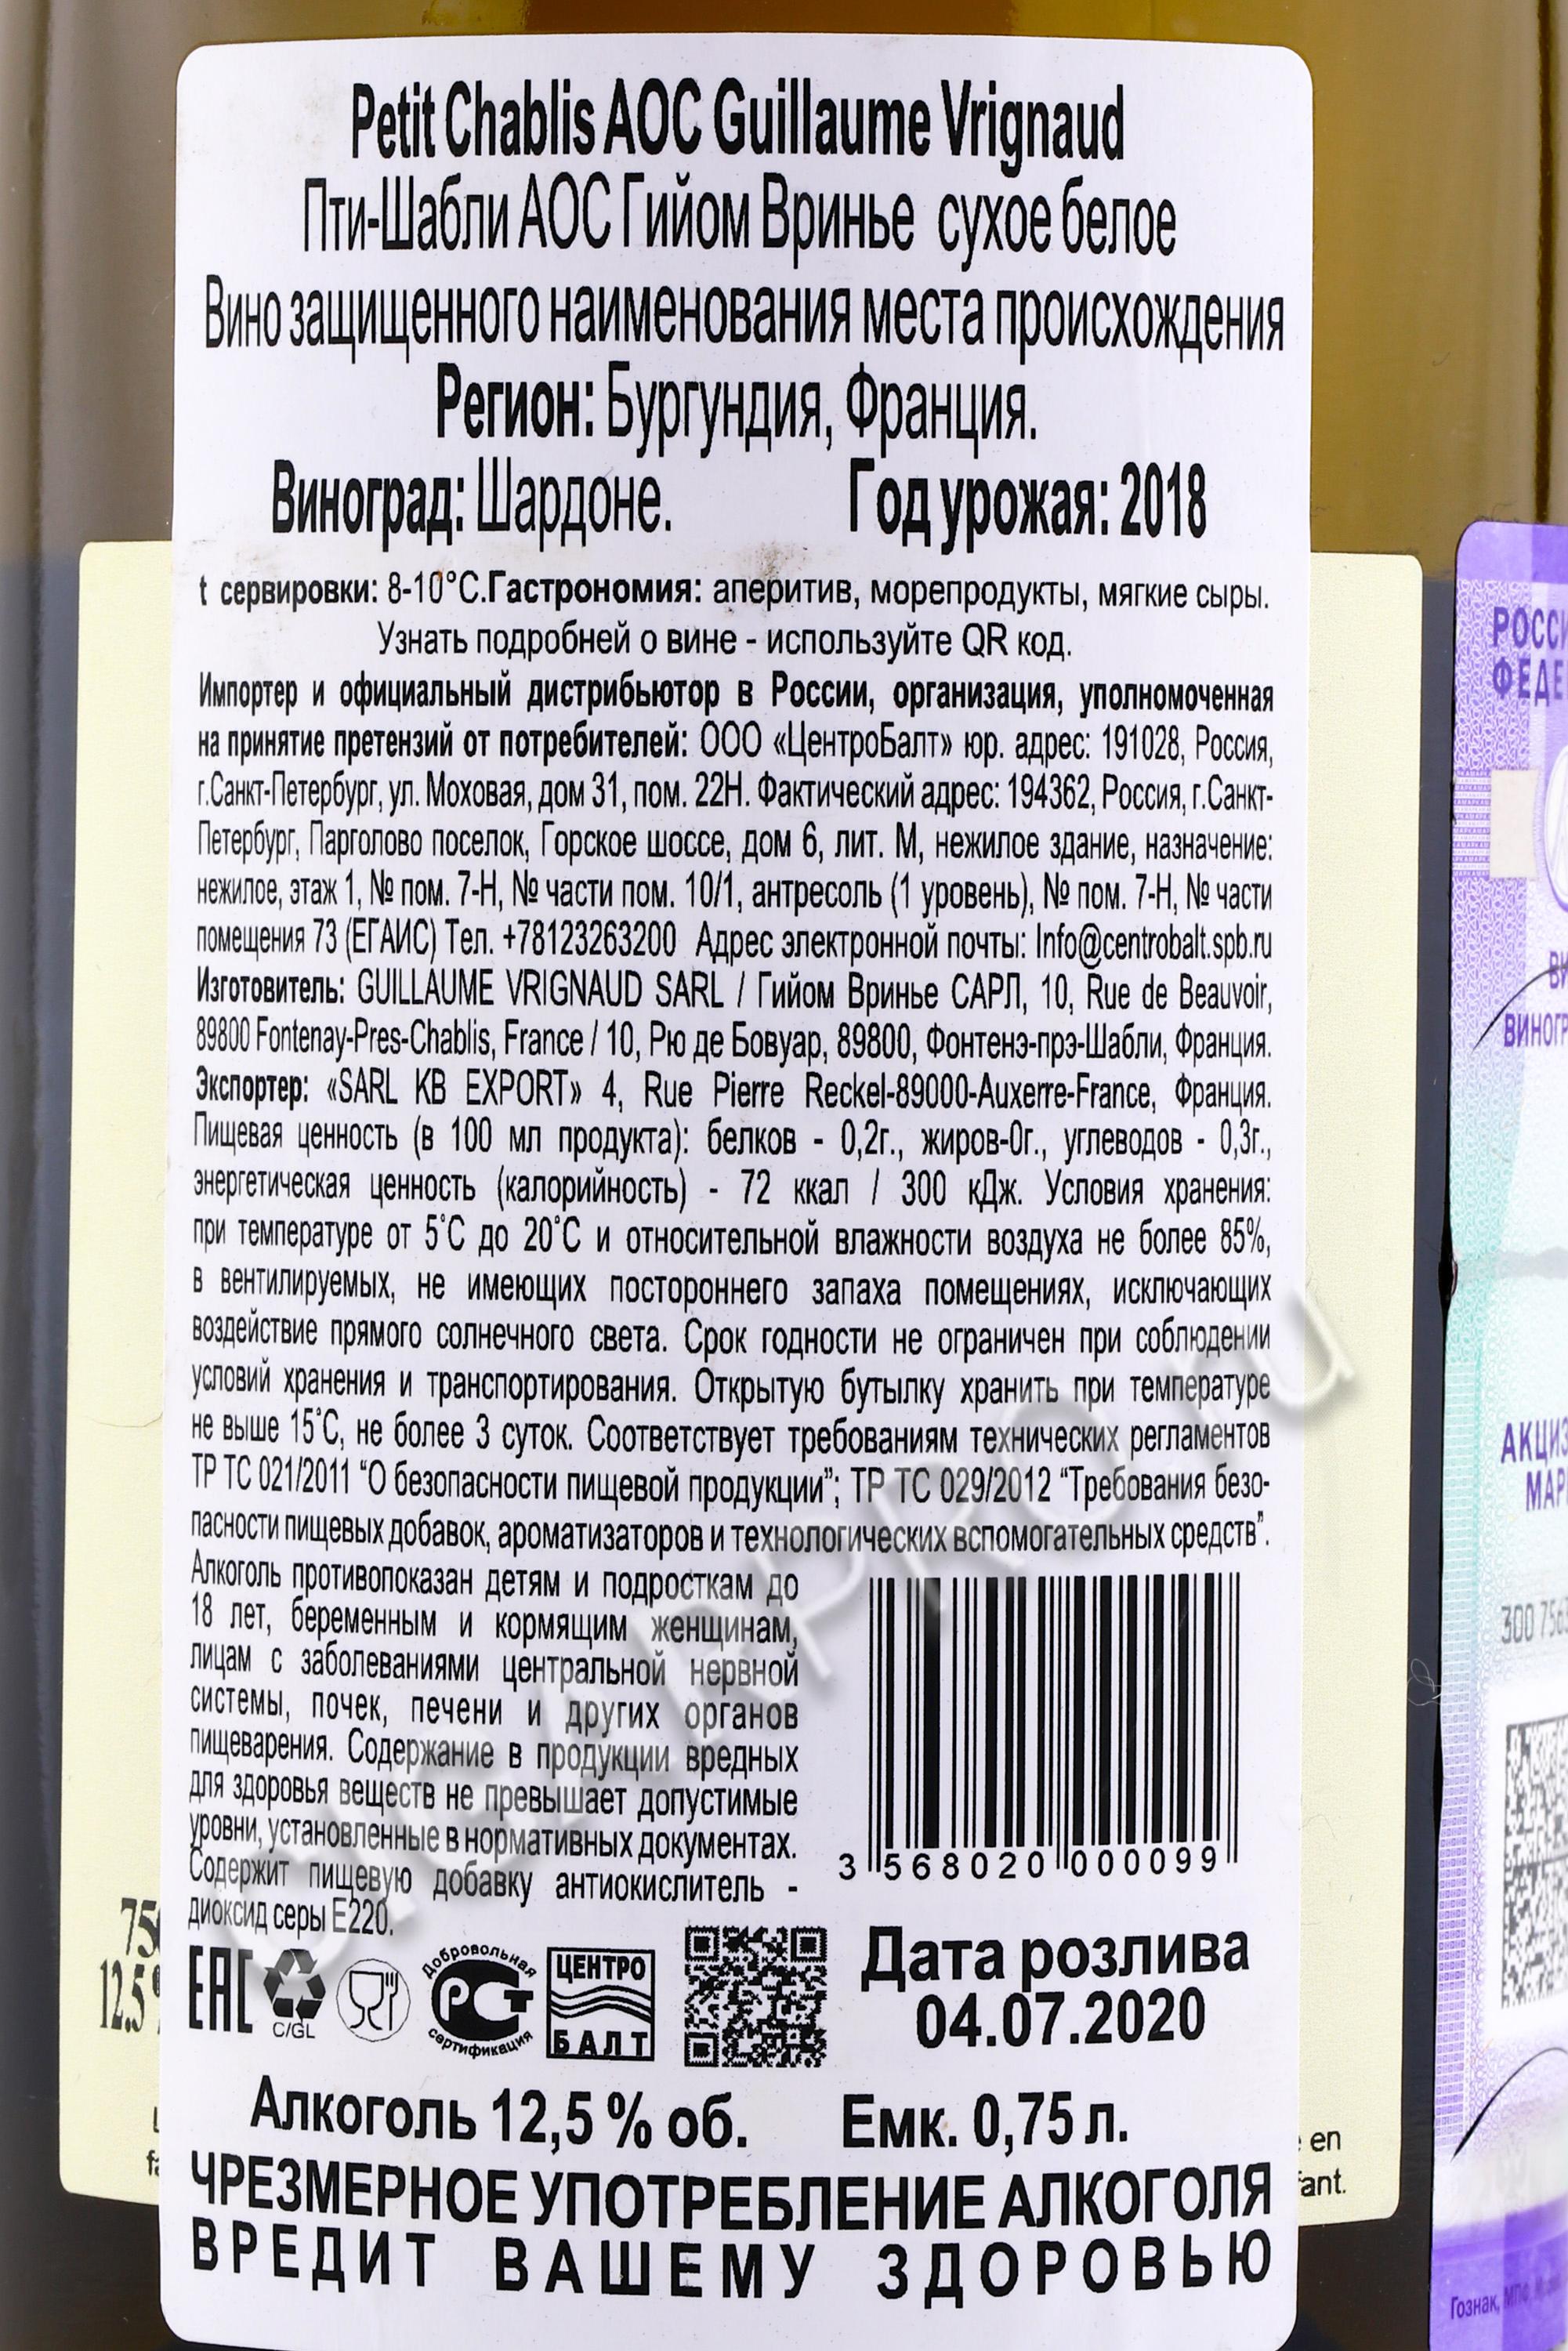 Petit Chablis AOC Guillaume Vrignaud
Пти-Шабли АОС Гийом Вринье сухое белое
Вино защищенного наименования места происхождения
Регион: Бургундия, Франция.
Виноград: Шардоне. Год урожая: 2018
t сервировки: 8-10°С.Гастрономия: аперитив, морепродукты, мягкие сыры.
Узнать подробней о вине - используйте QR код.
Импортер и официальный дистрибьютор в России, организация, уполномоченная
на принятие претензий от потребителей: ООО «ЦентроБалт» юр. адрес: 191028, Россия,
г.Санкт-Петербург, ул. Моховая, дом 31, пом. 22Н. Фактический адрес: 194362, Россия, г.Санкт-
Петербург, Парголово поселок, Горское шоссе, дом 6, лит. М, нежилое здание, назначение:
нежилое, этаж 1, № пом. 7-Н, № части пом. 10/1, антресоль (1 уровень), № пом. 7-Н, № части
помещения 73 (ЕГАИС) Тел. +78123263200 Адрес электронной почты: Info@centrobalt.spb.ru
Изготовитель: GUILLAUME VRIGNAUD SARL / Гийом Вринье САРЛ, 10, Rue de Beauvoir,
89800 Fontenay-Pres-Chablis, France / 10, Рю де Бовуар, 89800, Фонтенэ-прэ-Шабли, Франция.
Экспортер: «SARL KB EXPORT» 4, Rue Pierre Reckel-89000-Auxerre-France, Франция.
Пищевая ценность (в 100 мл продукта): белков - 0,2г., жиров-0г., углеводов - 0,3г.,
энергетическая ценность (калорийность) - 72 ккал / 300 кДж. Условия хранения:
при температуре от 5°С до 20°С и относительной влажности воздуха не более 85%,
в вентилируемых, не имеющих постороннего запаха помещениях, исключающих
воздействие прямого солнечного света. Срок годности не ограничен при соблюдении
условий хранения и транспортирования. Открытую бутылку хранить при температуре
не выше 15°С, не более 3 суток. Соответствует требованиям технических регламентов
ТР ТС 021/2011 “О безопасности пищевой продукции”; ТР ТС 029/2012 “Требования безо-
пасности пищевых добавок, ароматизаторов и технологических вспомогательных средств”.
Алкоголь противопоказан детям и подросткам до
18 лет, беременным и кормящим женщинам,
лицам с заболеваниями центральной нервной
системы, почек, печени и других органов
пищеварения. Содержание в продукции вредных
для здоровья веществ не превышает допустимые
уровни, установленные в нормативных документах.
Содержит пищевую добавку антиокислитель -
диоксид серы Е220.
3 568020 000099
ЕАС
C/GL
Добровольная
РСТ
сертификация
ЦЕНТРО
БАЛТ
Дата розлива
04.07.2020
Алкоголь 12,5 % об. Емк. 0,75 л.
ЧРЕЗМЕРНОЕ УПОТРЕБЛЕНИЕ АЛКОГОЛЯ
ВРЕДИТ ВАШЕМУ ЗДОРОВЬЮ
12.5
en
CIGARPRO.ru
Гознак,